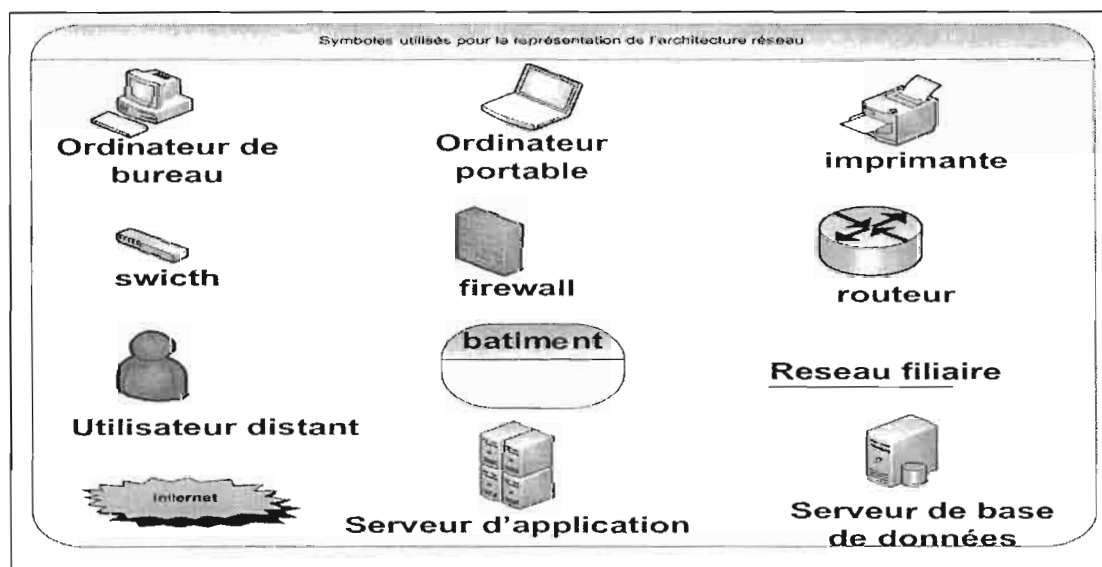 Symboles utilisés pour la représentation de l'architecture réseau
Ordinateur de
bureau
Ordinateur
portable
imprimante
swicth
firewall
routeur
Utilisateur distant
batiment
Reseau filiaire
Internet
Serveur d'application
Serveur de base
de données